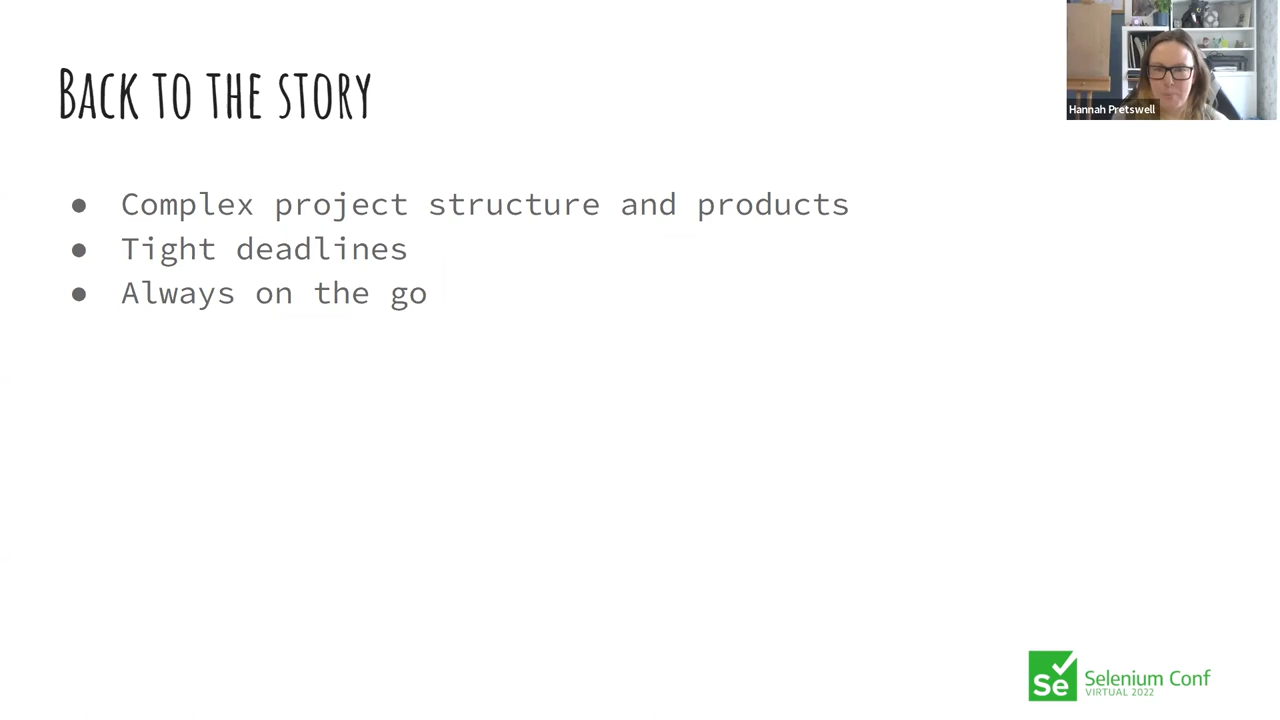 BACK TO THE STORY
Hannah Pretswell
● Complex project structure and products
● Tight deadlines
● Always on the go
Se
Selenium Conf
VIRTUAL 2022